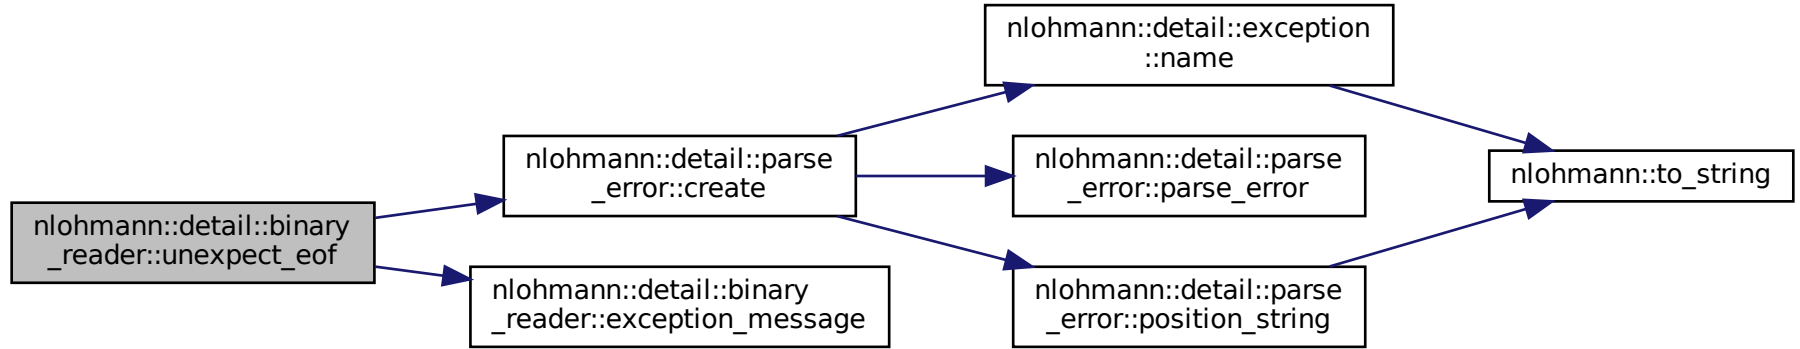 nlohmann::detail::binary
_reader::unexpect_eof
nlohmann::detail::parse
_error::create
nlohmann::detail::binary
_reader::exception_message
nlohmann::detail::exception
::name
nlohmann::detail::parse
_error::parse_error
nlohmann::detail::parse
_error::position_string
nlohmann::to_string